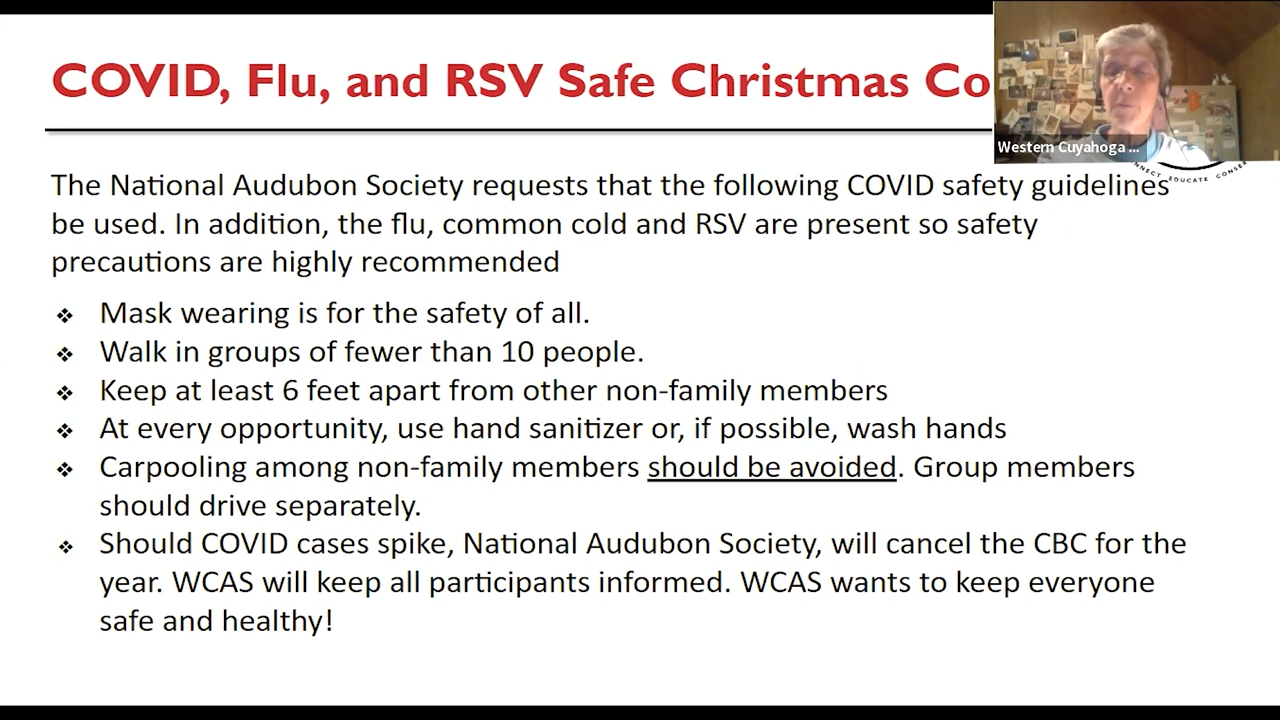 COVID, Flu, and RSV Safe Christmas Co
Western Cuyahoga ...
NNECT EDUCATE CONSER
The National Audubon Society requests that the following COVID safety guidelines
be used. In addition, the flu, common cold and RSV are present so safety
precautions are highly recommended
❖ Mask wearing is for the safety of all.
❖ Walk in groups of fewer than 10 people.
❖ Keep at least 6 feet apart from other non-family members
❖ At every opportunity, use hand sanitizer or, if possible, wash hands
❖ Carpooling among non-family members should be avoided. Group members
should drive separately.
❖ Should COVID cases spike, National Audubon Society, will cancel the CBC for the
year. WCAS will keep all participants informed. WCAS wants to keep everyone
safe and healthy!